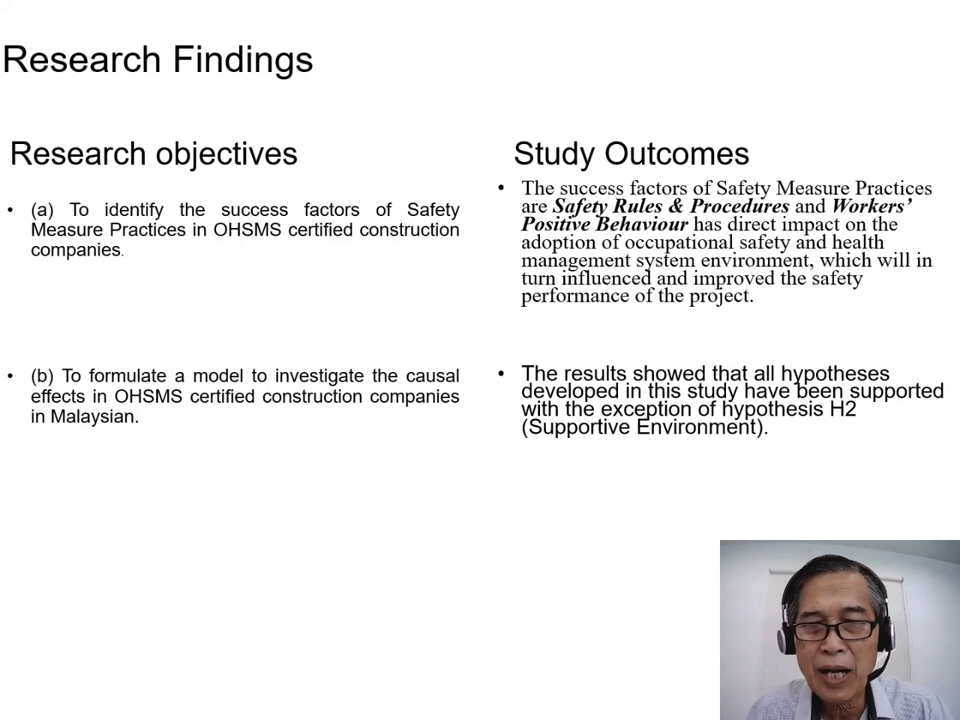 Research Findings
Research objectives
• (a) To identify the success factors of Safety
Measure Practices in OHSMS certified construction
companies.
• (b) To formulate a model to investigate the causal
effects in OHSMS certified construction companies
in Malaysian.
Study Outcomes
• The success factors of Safety Measure Practices
are Safety Rules & Procedures and Workers’
Positive Behaviour has direct impact on the
adoption of occupational safety and health
management system environment, which will in
turn influenced and improved the safety
performance of the project.
• The results showed that all hypotheses
developed in this study have been supported
with the exception of hypothesis H2
(Supportive Environment).